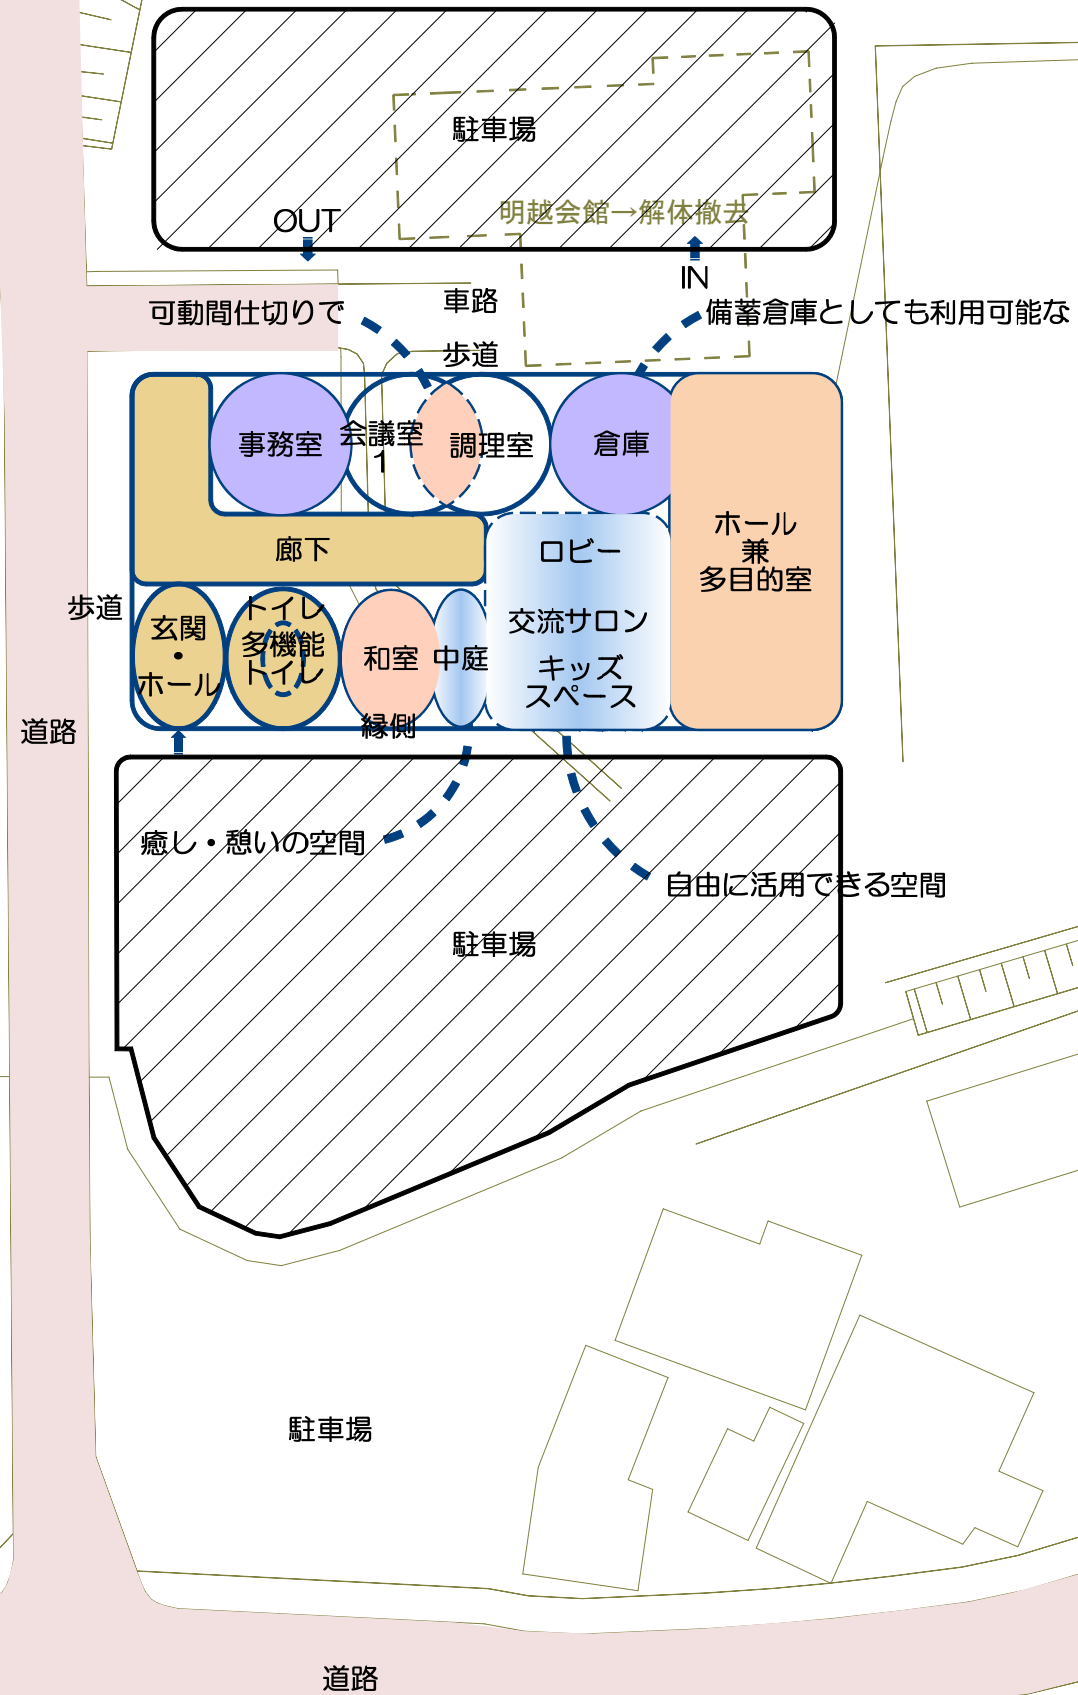 駐車場
明越会館→解体撤去
OUT
IN
車路
可動間仕切りで
備蓄倉庫としても利用可能な
歩道
事務室
会議室
1
調理室
倉庫
ホール
兼
多目的室
廊下
ロビー
交流サロン
キッズ
スペース
歩道
玄関
・
ホール
トイレ
多機能
トイレ
和室
中庭
縁側
道路
癒し・憩いの空間
自由に活用できる空間
駐車場
駐車場
道路